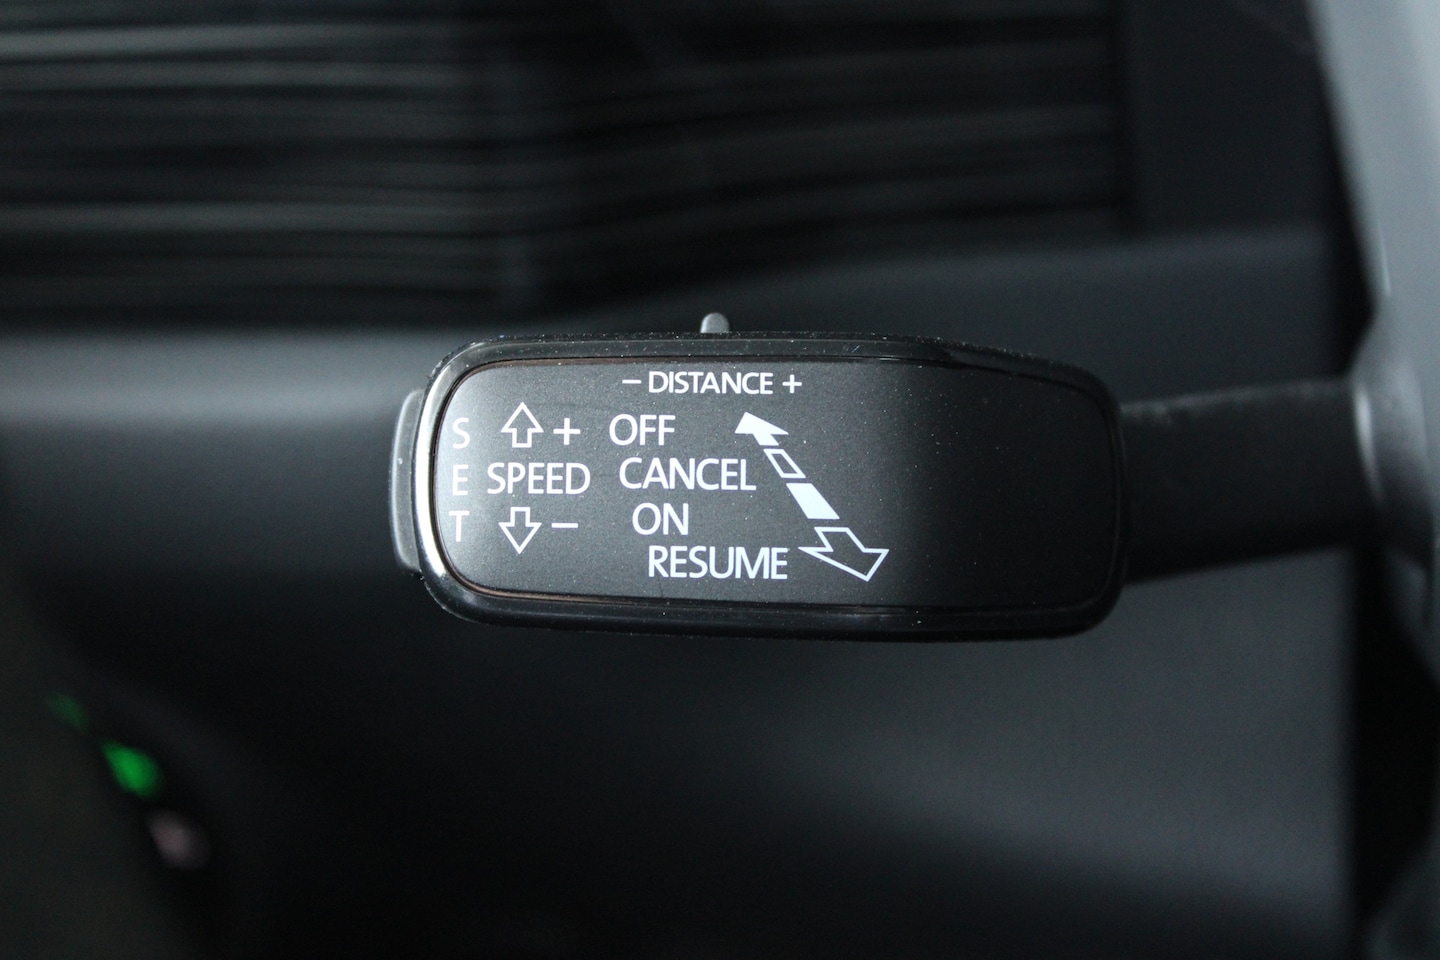 − DISTANCE +
S + OFF
E SPEED CANCEL
T − ON
RESUME